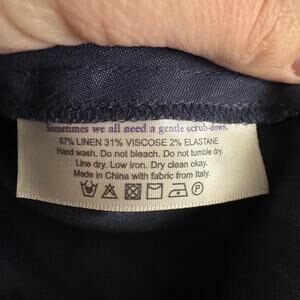 Sometimes we all need a gentle scrub-down.
67% LINEN 31% VISCOSE 2% ELASTANE
Hand wash. Do not bleach. Do not tumble dry.
Line dry. Low iron. Dry clean okay.
Made in China with fabric from Italy.